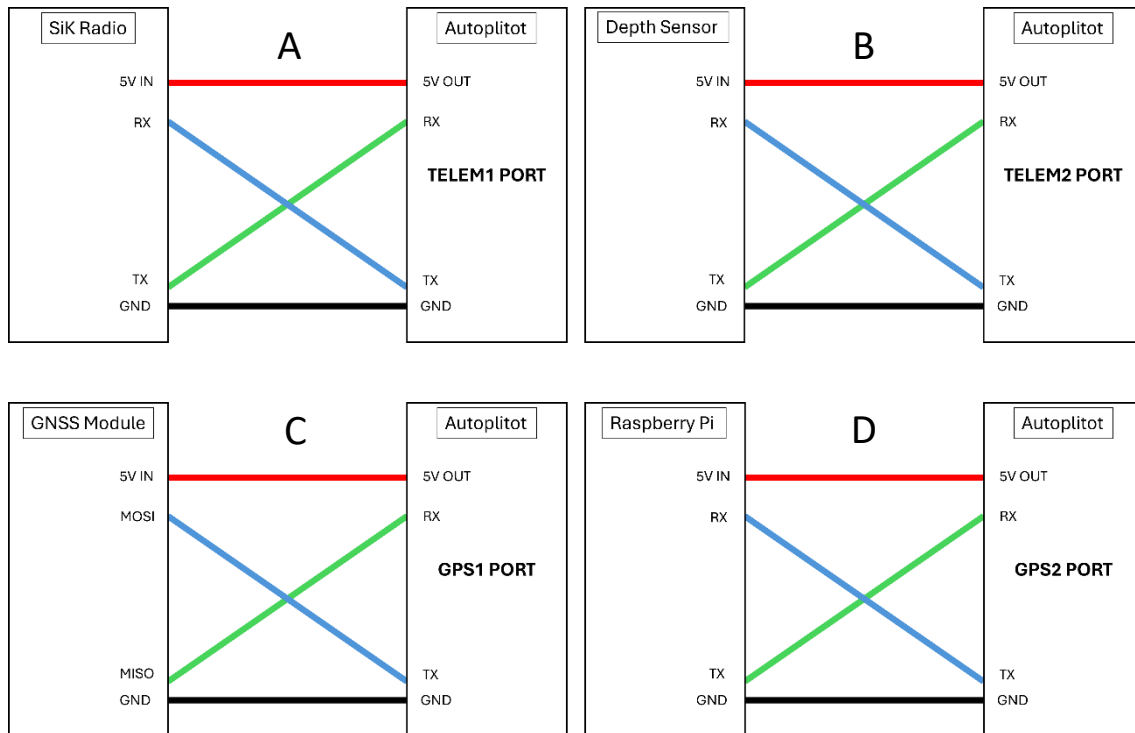 SiK Radio
A
Autoplitot
5V IN
5V OUT
RX
RX
TELEM1 PORT
TX
TX
GND
GND
Depth Sensor
B
Autoplitot
5V IN
5V OUT
RX
RX
TELEM2 PORT
TX
TX
GND
GND
GNSS Module
C
Autoplitot
5V IN
5V OUT
MOSI
RX
GPS1 PORT
MISO
TX
GND
GND
Raspberry Pi
D
Autoplitot
5V IN
5V OUT
RX
RX
GPS2 PORT
TX
TX
GND
GND